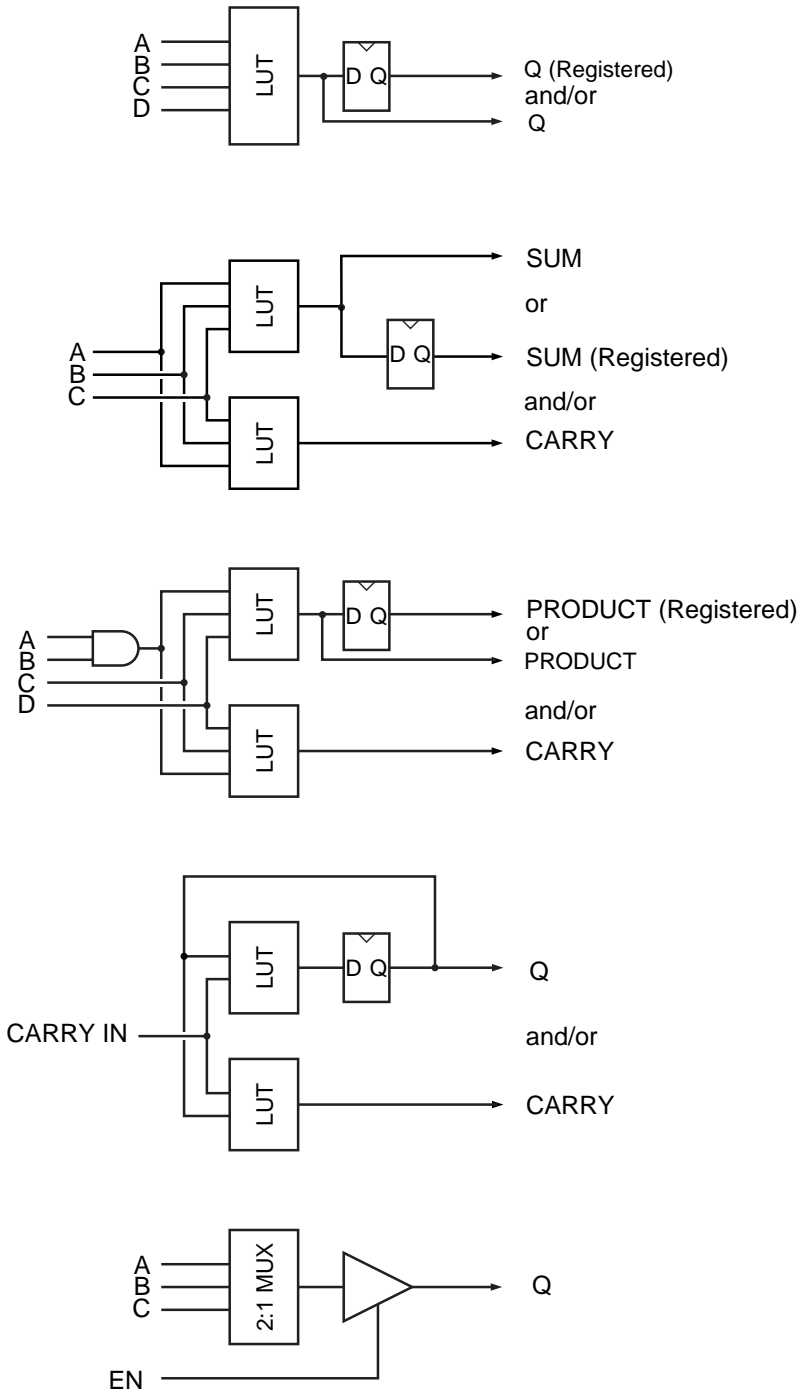 A
B
C
D
LUT
D Q
Q (Registered)
and/or
Q
A
B
C
LUT
LUT
D Q
SUM
or
SUM (Registered)
and/or
CARRY
A
B
C
D
LUT
LUT
D Q
PRODUCT (Registered)
or
PRODUCT
and/or
CARRY
CARRY IN
LUT
LUT
D Q
Q
and/or
CARRY
A
B
C
2:1 MUX
EN
Q